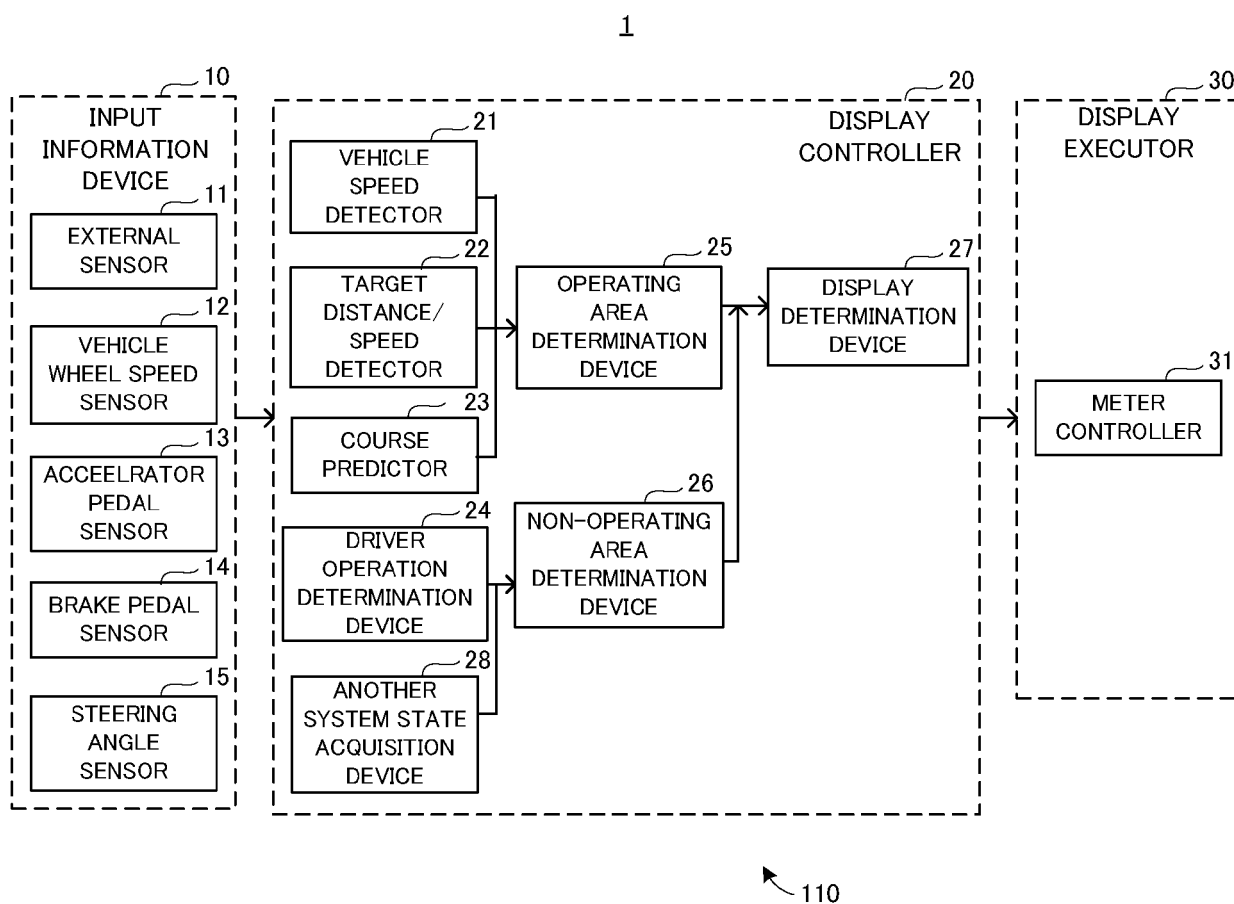 1
10
INPUT
INFORMATION
DEVICE
11
EXTERNAL
SENSOR
12
VEHICLE
WHEEL SPEED
SENSOR
13
ACCEELRATOR
PEDAL
SENSOR
14
BRAKE PEDAL
SENSOR
15
STEERING
ANGLE
SENSOR
20
DISPLAY
CONTROLLER
21
VEHICLE
SPEED
DETECTOR
22
TARGET
DISTANCE/
SPEED
DETECTOR
23
COURSE
PREDICTOR
24
DRIVER
OPERATION
DETERMINATION
DEVICE
28
ANOTHER
SYSTEM STATE
ACQUISITION
DEVICE
25
OPERATING
AREA
DETERMINATION
DEVICE
26
NON-OPERATING
AREA
DETERMINATION
DEVICE
27
DISPLAY
DETERMINATION
DEVICE
30
DISPLAY
EXECUTOR
31
METER
CONTROLLER
110